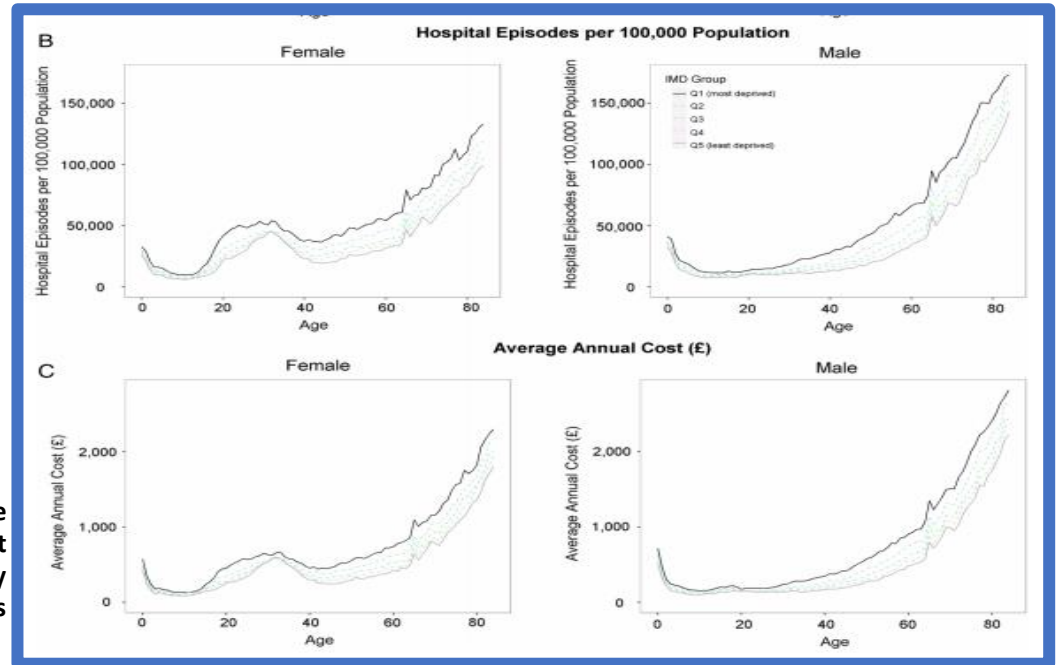 Age
Age
B
Hospital Episodes per 100,000 Population
Female
Male
Hospital Episodes per 100,000 Population
150,000
100,000
50,000
0
0
20
40
60
80
Age
Hospital Episodes per 100,000 Population
150,000
100,000
50,000
0
IMD Group
Q1 (most deprived)
Q2
Q3
Q4
Q5 (least deprived)
0
20
40
60
80
Age
Average Annual Cost (£)
C
Female
Male
Average Annual Cost (£)
2,000
1,000
0
0
20
40
60
80
Age
Average Annual Cost (£)
2,000
1,000
0
0
20
40
60
80
Age